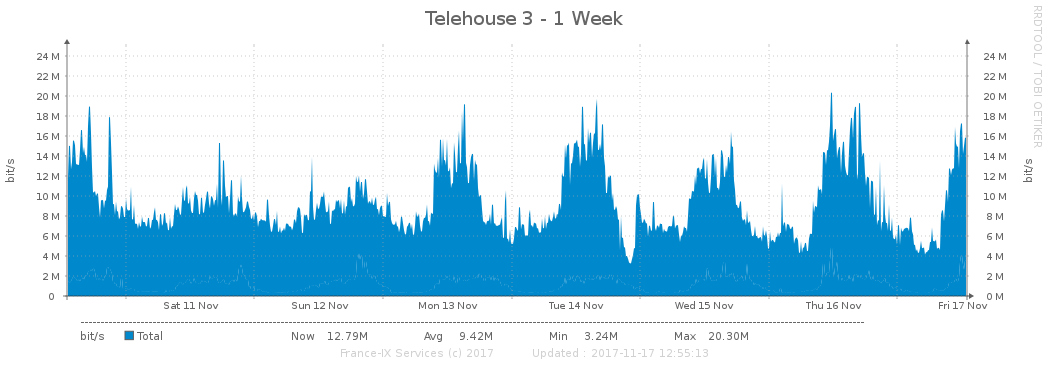 Telehouse 3 - 1 Week
RRDTOOL / TOBI OETIKER
24 M 24 M
22 M 22 M
20 M 20 M
18 M 18 M
16 M 16 M
14 M 14 M
12 M 12 M
10 M 10 M
8 M 8 M
6 M 6 M
4 M 4 M
2 M 2 M
0 0 M
bit/s
bit/s
Sat 11 Nov Sun 12 Nov Mon 13 Nov Tue 14 Nov Wed 15 Nov Thu 16 Nov Fri 17 Nov
bit/s Total Now 12.79M Avg 9.42M Min 3.24M Max 20.30M
France-IX Services (c) 2017 Updated : 2017-11-17 12:55:13